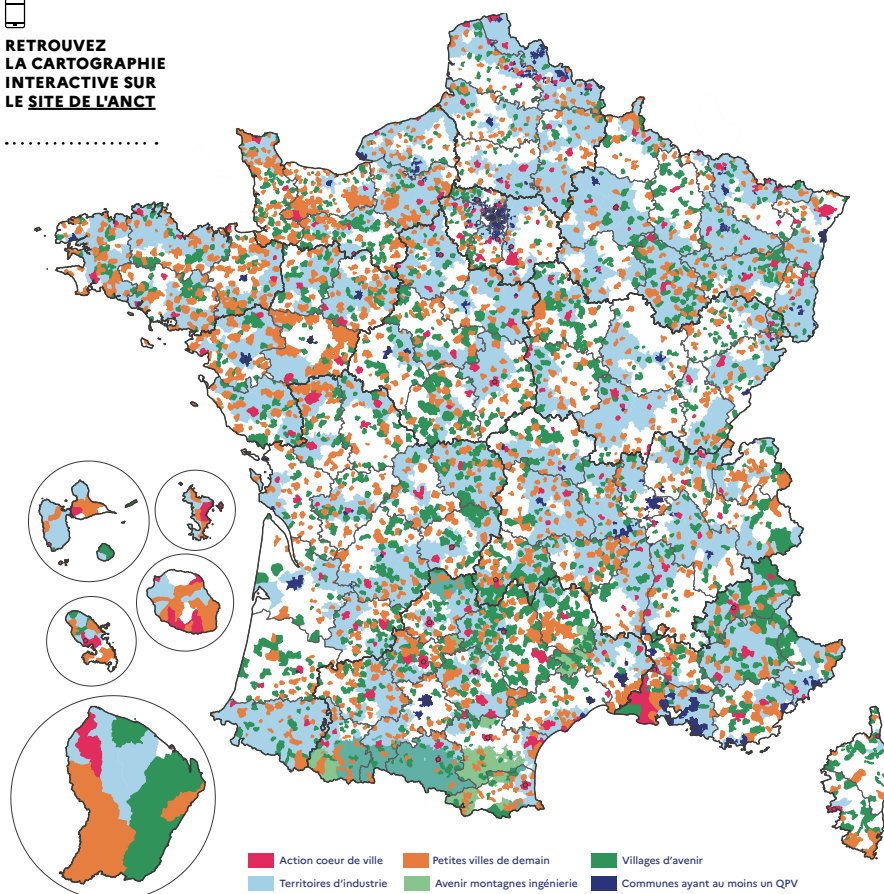 RETROUVEZ
LA CARTOGRAPHIE
INTERACTIVE SUR
LE SITE DE L'ANCT
Action coeur de ville
Petites villes de demain
Villages d'avenir
Territoires d'industrie
Avenir montagnes ingénierie
Communes ayant au moins un QPV